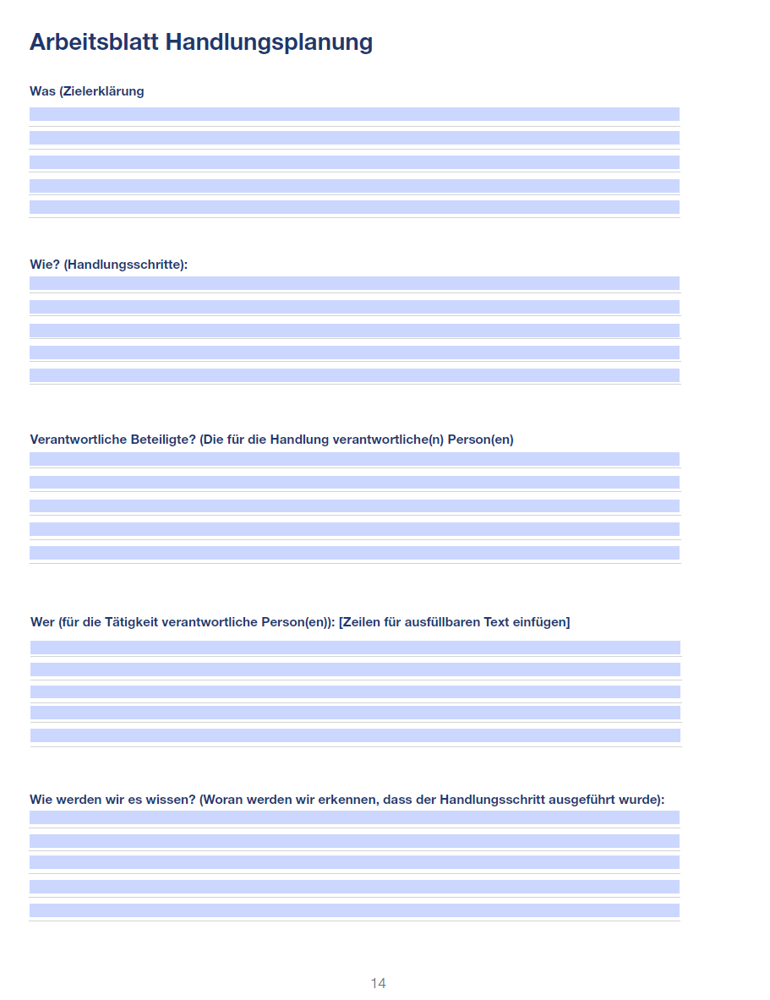 Arbeitsblatt Handlungsplanung
Was (Zielerklärung
Wie? (Handlungsschritte):
Verantwortliche Beteiligte? (Die für die Handlung verantwortliche(n) Person(en)
Wer (für die Tätigkeit verantwortliche Person(en)): [Zeilen für ausfüllbaren Text einfügen]
Wie werden wir es wissen? (Woran werden wir erkennen, dass der Handlungsschritt ausgeführt wurde):
14